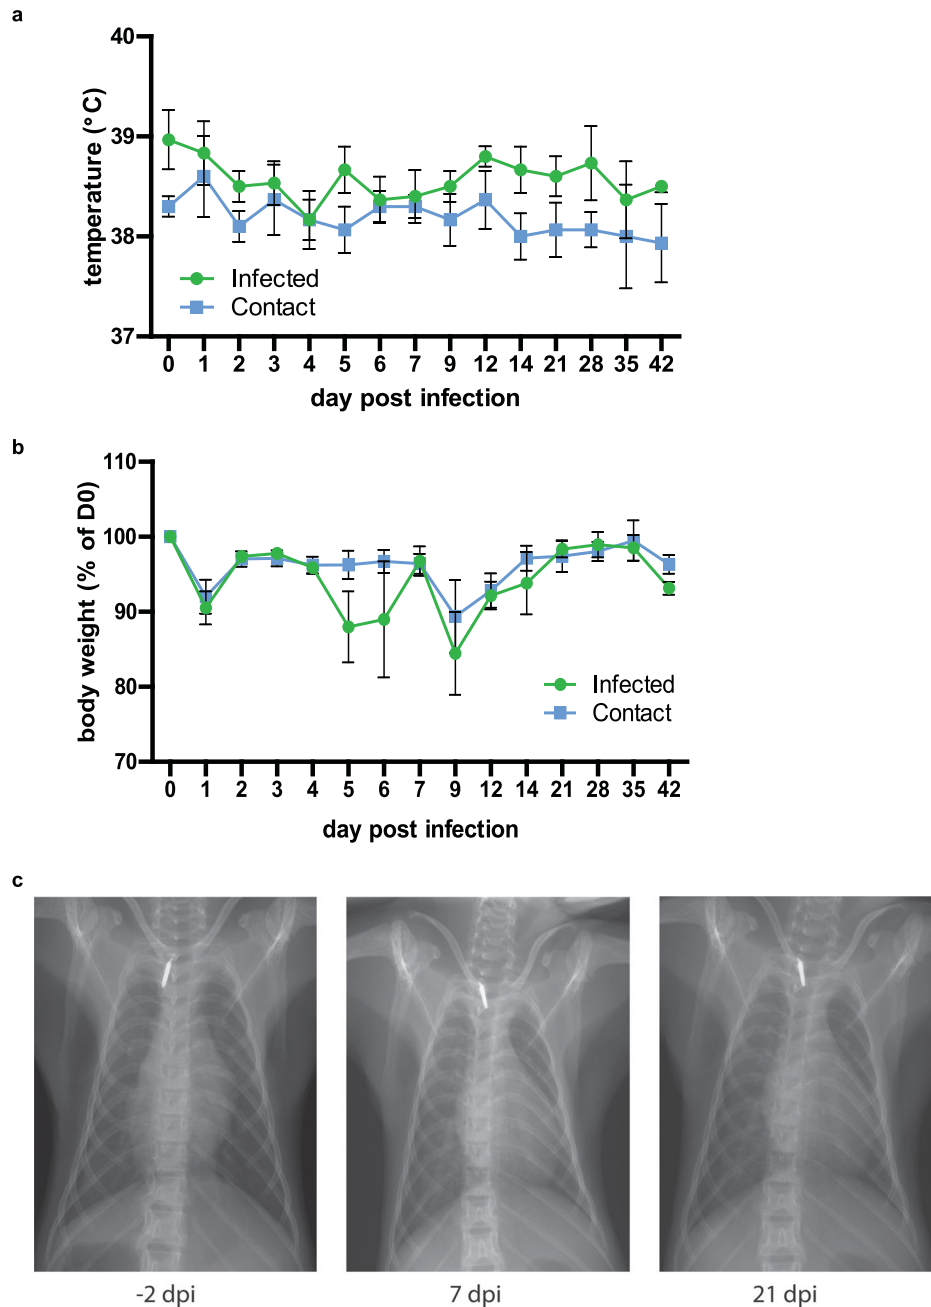 a
40
39
38
37
temperature (°C)
Infected
Contact
0 1 2 3 4 5 6 7 9 12 14 21 28 35 42
day post infection
b
110
100
90
80
70
body weight (% of D0)
Infected
Contact
0 1 2 3 4 5 6 7 9 12 14 21 28 35 42
day post infection
c
-2 dpi 7 dpi 21 dpi